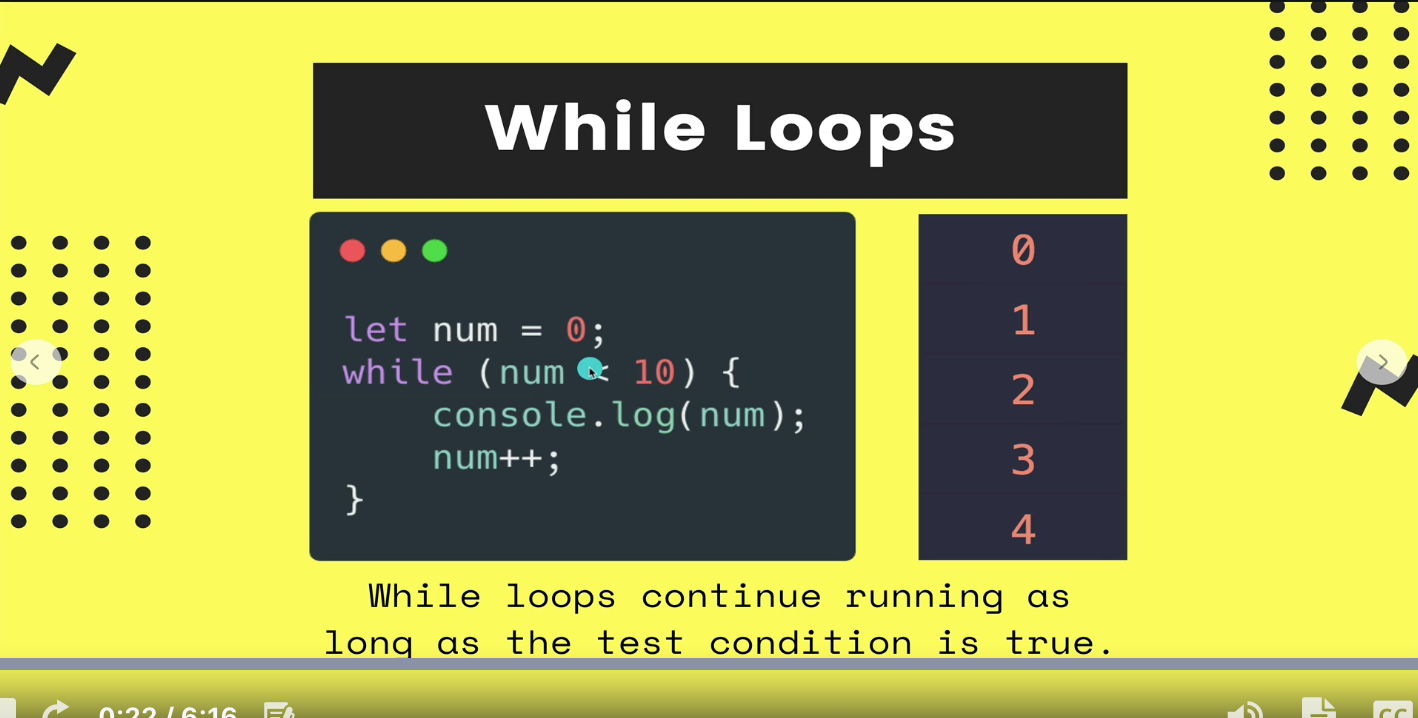 While Loops
let num = 0;
while (num < 10) {
    console.log(num);
    num++;
}
0
1
2
3
4
While loops continue running as
long as the test condition is true.
0:22 / 6:16
CC